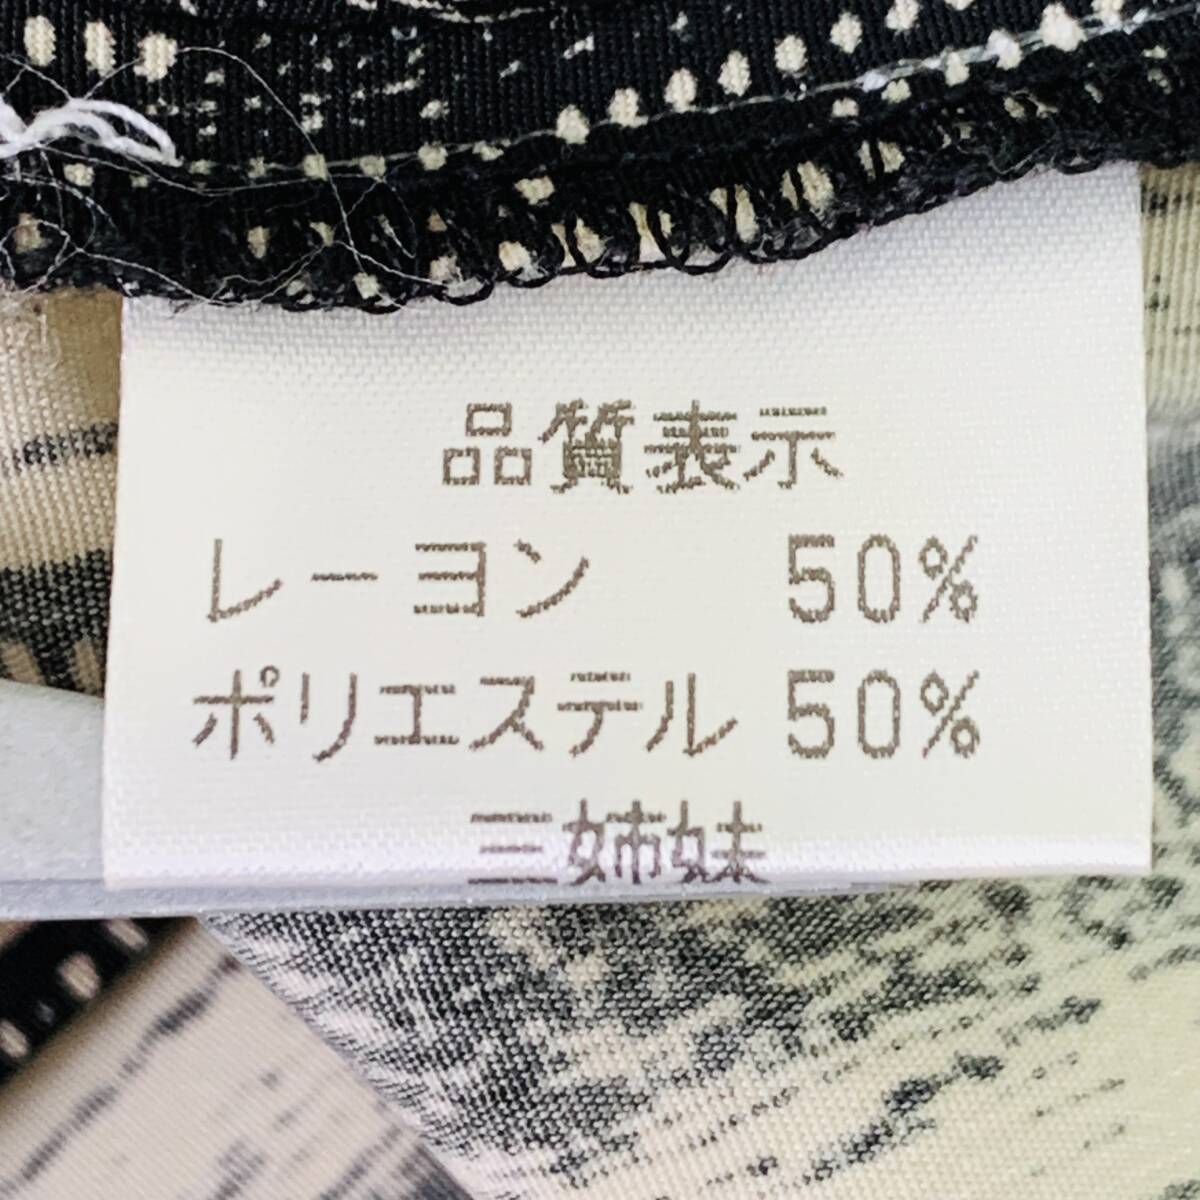 品質表示
レーヨン 50%
ポリエステル 50%
三姉妹